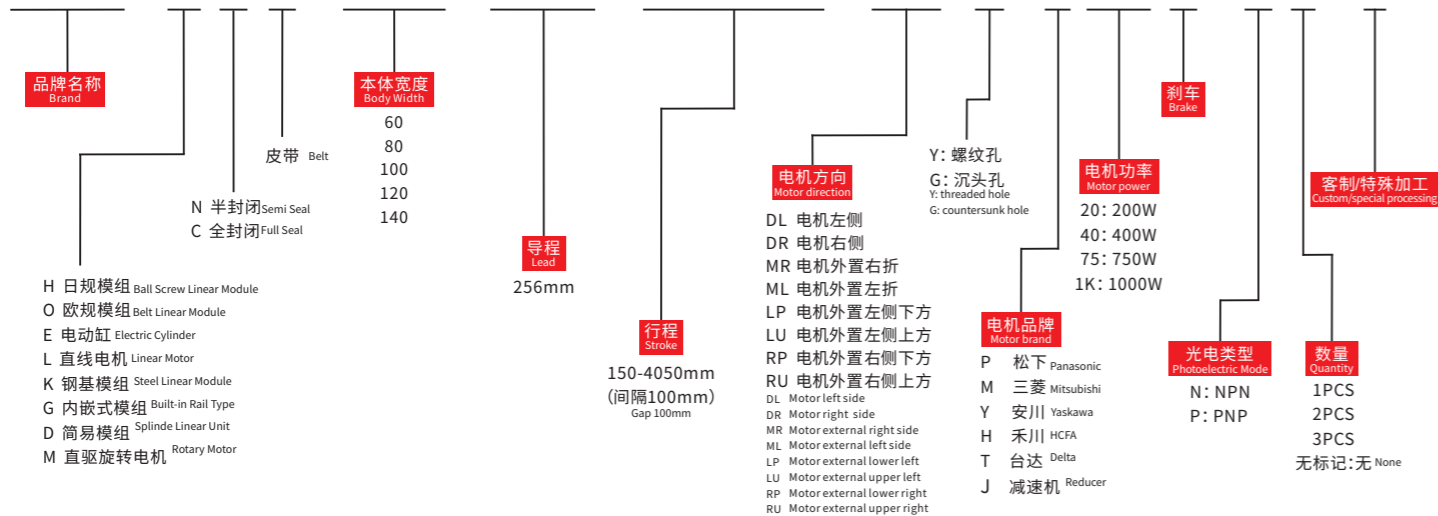 品牌名称
Brand
H 日规模组 Ball Screw Linear Module
O 欧规模组 Belt Linear Module
E 电动缸 Electric Cylinder
L 直线电机 Linear Motor
K 钢基模组 Steel Linear Module
G 内嵌式模组 Built-in Rail Type
D 简易模组 Splinde Linear Unit
M 直驱旋转电机 Rotary Motor
N 半封闭 Semi Seal
C 全封闭 Full Seal
皮带 Belt
本体宽度
Body Width
60
80
100
120
140
导程
Lead
256mm
行程
Stroke
150-4050mm
（间隔100mm）
Gap 100mm
电机方向
Motor direction
DL 电机左侧
DR 电机右侧
MR 电机外置右折
ML 电机外置左折
LP 电机外置左侧下方
LU 电机外置左侧上方
RP 电机外置右侧下方
RU 电机外置右侧上方
DL Motor left side
DR Motor right side
MR Motor external right side
ML Motor external left side
LP Motor external lower left
LU Motor external upper left
RP Motor external lower right
RU Motor external upper right
Y：螺纹孔
G：沉头孔
Y: threaded hole
G: countersunk hole
电机品牌
Motor brand
P 松下 Panasonic
M 三菱 Mitsubishi
Y 安川 Yaskawa
H 禾川 HCFA
T 台达 Delta
J 减速机 Reducer
电机功率
Motor power
20：200W
40：400W
75：750W
1K：1000W
刹车
Brake
光电类型
Photoelectric Mode
N：NPN
P：PNP
数量
Quantity
1PCS
2PCS
3PCS
无标记：无 None
客制/特殊加工
Custom/special processing